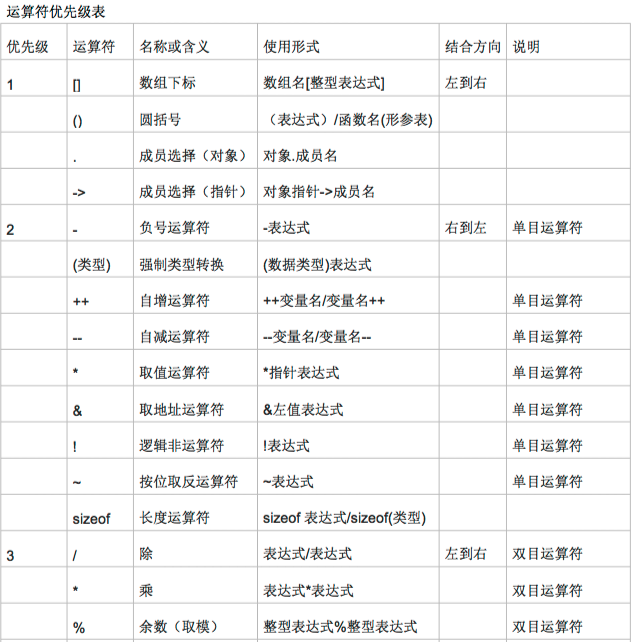 运算符优先级表
优先级 运算符 名称或含义 使用形式 结合方向 说明
1 [] 数组下标 数组名[整型表达式] 左到右
() 圆括号 （表达式）/函数名(形参表)
. 成员选择（对象） 对象.成员名
-> 成员选择（指针） 对象指针->成员名
2 - 负号运算符 -表达式 右到左 单目运算符
(类型) 强制类型转换 (数据类型)表达式
++ 自增运算符 ++变量名/变量名++ 单目运算符
-- 自减运算符 --变量名/变量名-- 单目运算符
* 取值运算符 *指针表达式 单目运算符
& 取地址运算符 &左值表达式 单目运算符
! 逻辑非运算符 !表达式 单目运算符
~ 按位取反运算符 ~表达式 单目运算符
sizeof 长度运算符 sizeof 表达式/sizeof(类型)
3 / 除 表达式/表达式 左到右 双目运算符
* 乘 表达式*表达式 双目运算符
% 余数（取模） 整型表达式%整型表达式 双目运算符